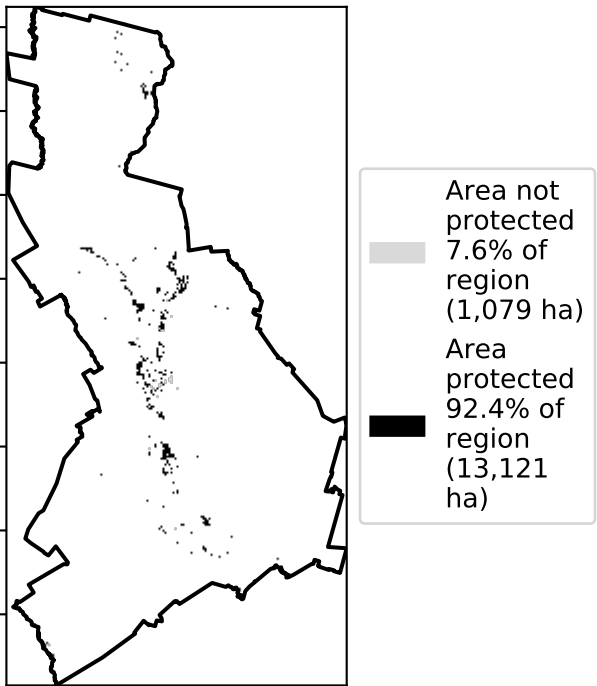 Area not
protected
7.6% of
region
(1,079 ha)
Area
protected
92.4% of
region
(13,121
ha)